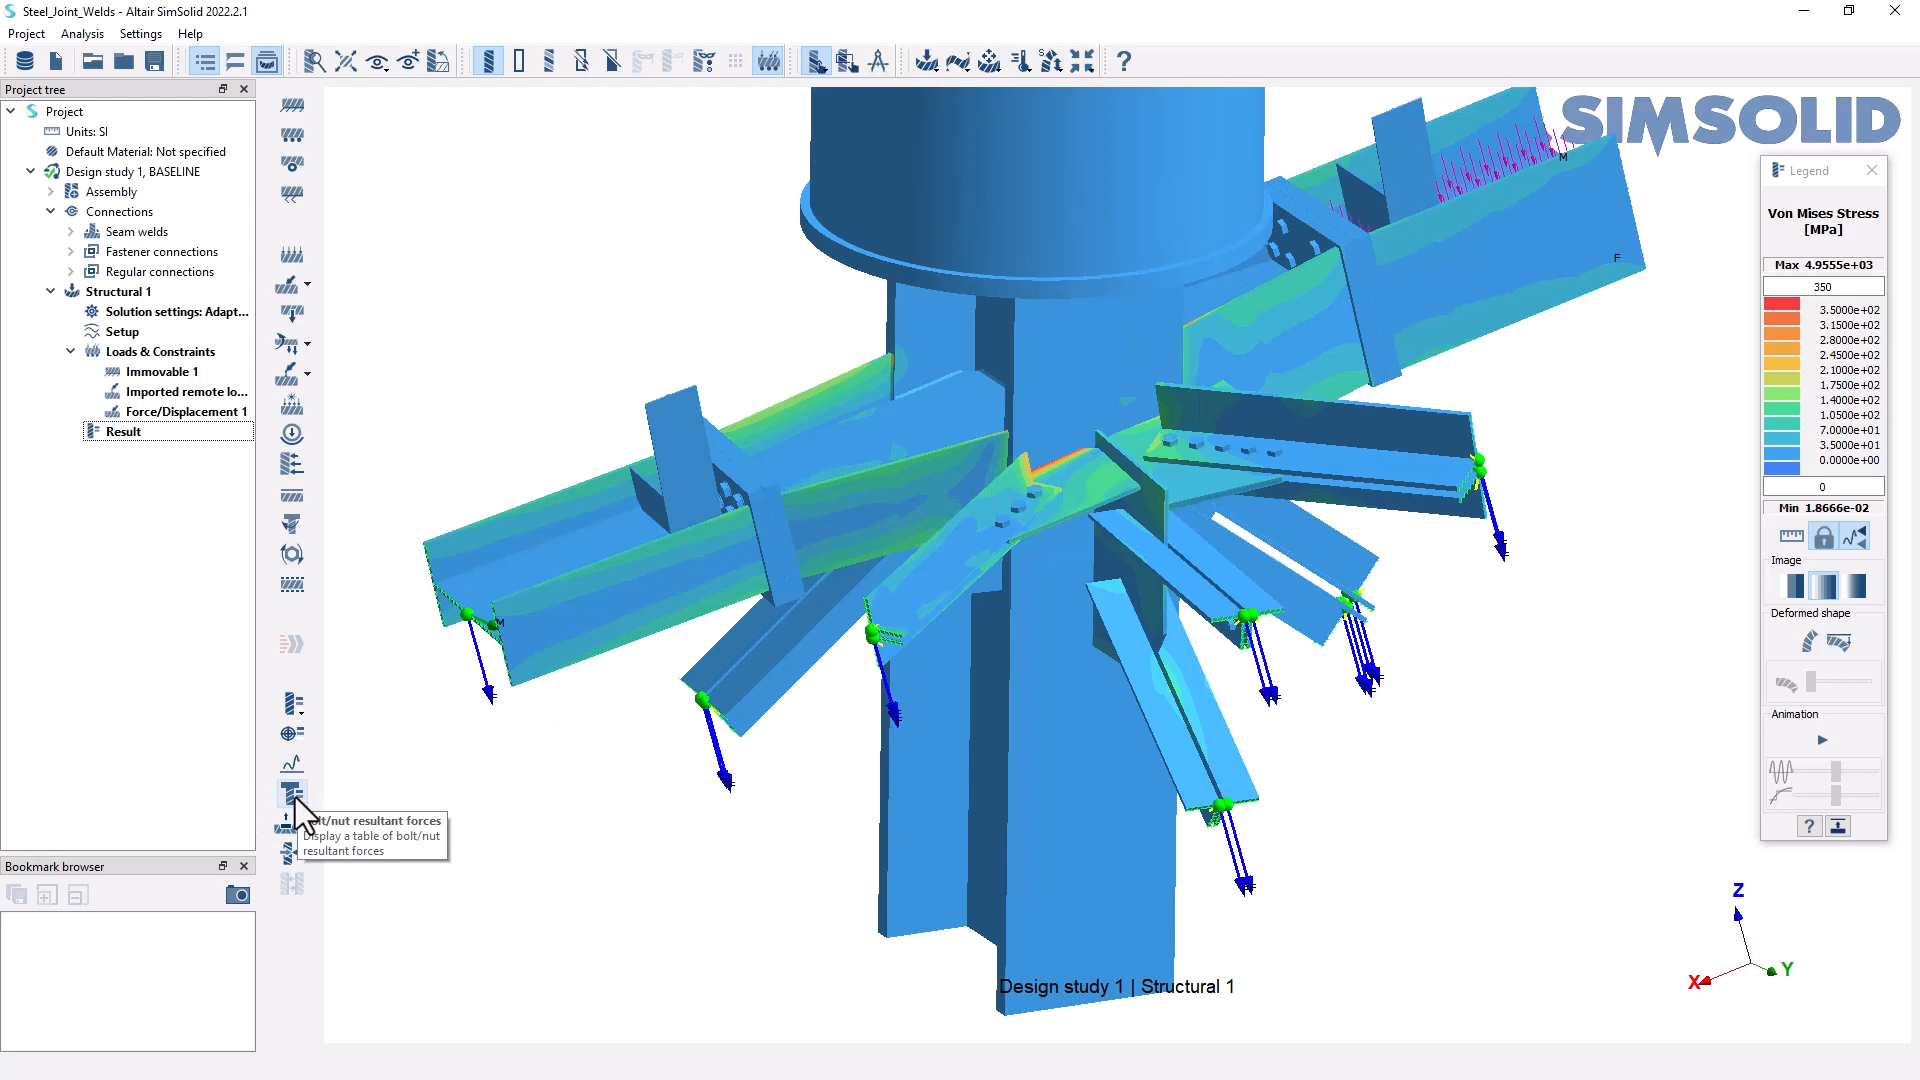 Steel_Joint_Welds - Altair SimSolid 2022.2.1
Project Analysis Settings Help
Project tree
Project
Units: SI
Default Material: Not specified
Design study 1, BASELINE
Assembly
Connections
Seam welds
Fastener connections
Regular connections
Structural 1
Solution settings: Adapt...
Setup
Loads & Constraints
Immovable 1
Imported remote lo...
Force/Displacement 1
Result
Bookmark browser
resultant forces
Display a table of bolt/nut
resultant forces
SIMSOLID
M
F
M
Design study 1 | Structural 1
Z
Y
X
Legend
Von Mises Stress
[MPa]
Max 4.9555e+03
350
3.5000e+02
3.1500e+02
2.8000e+02
2.4500e+02
2.1000e+02
1.7500e+02
1.4000e+02
1.0500e+02
7.0000e+01
3.5000e+01
0.0000e+00
0
Min 1.8666e-02
Image
Deformed shape
Animation